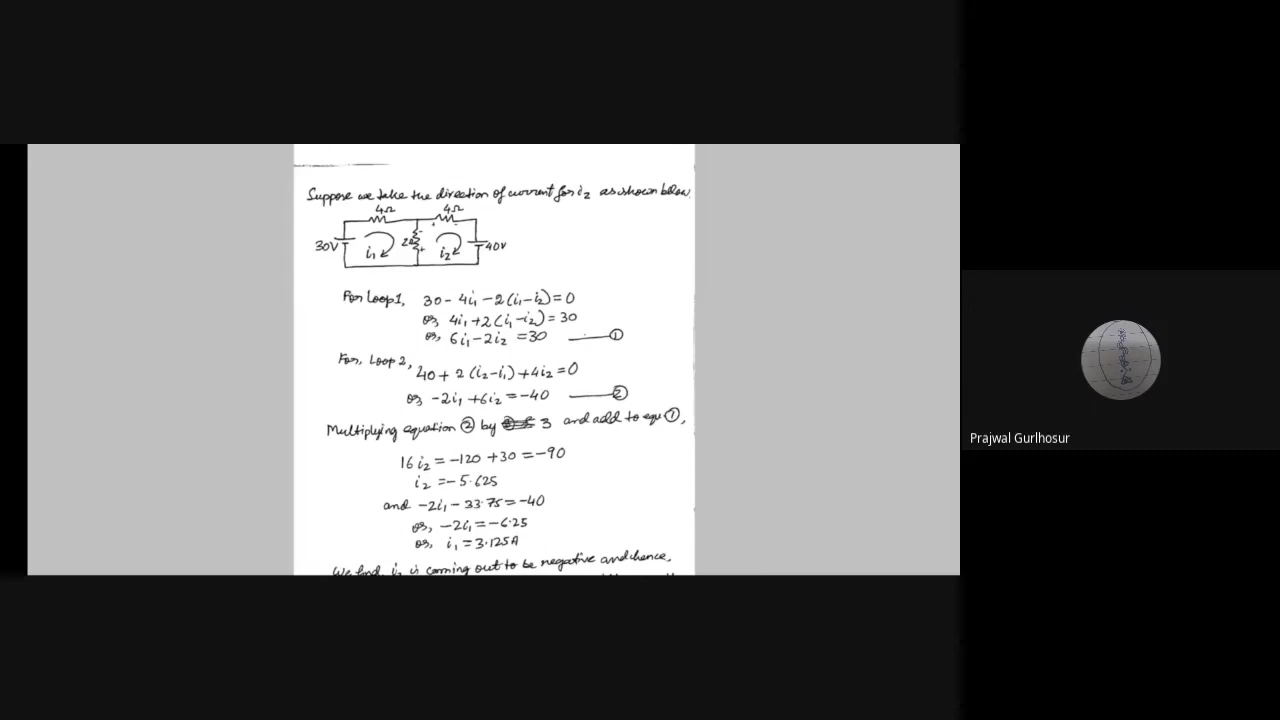 Suppose we take the direction of current for i₂ as shown below.
4Ω 4Ω
30V i₁ 2Ω i₂ 40V
For Loop 1, 30 - 4i₁ - 2(i₁-i₂) = 0
or, 4i₁ + 2(i₁-i₂) = 30
or, 6i₁ - 2i₂ = 30 ①
For, Loop 2,
40 + 2(i₂-i₁) + 4i₂ = 0
or -2i₁ + 6i₂ = -40 ②
Multiplying equation ② by 3 and add to equ ①,
16 i₂ = -120 + 30 = -90
i₂ = -5.625
and -2i₁ - 33.75 = -40
or, -2i₁ = -6.25
or, i₁ = 3.125A
We find, i₂ is coming out to be negative and hence,
Prajwal Gurlhosur